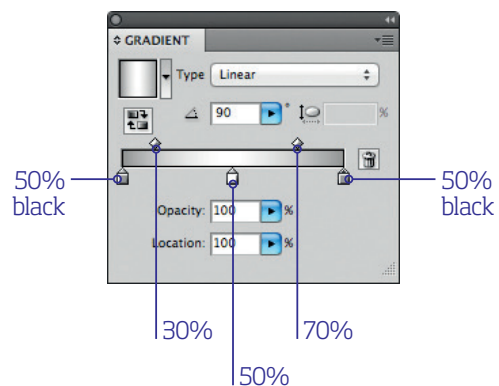 GRADIENT
Type Linear
90 ° %
50% black
50% black
Opacity: 100 %
Location: 100 %
30%
70%
50%